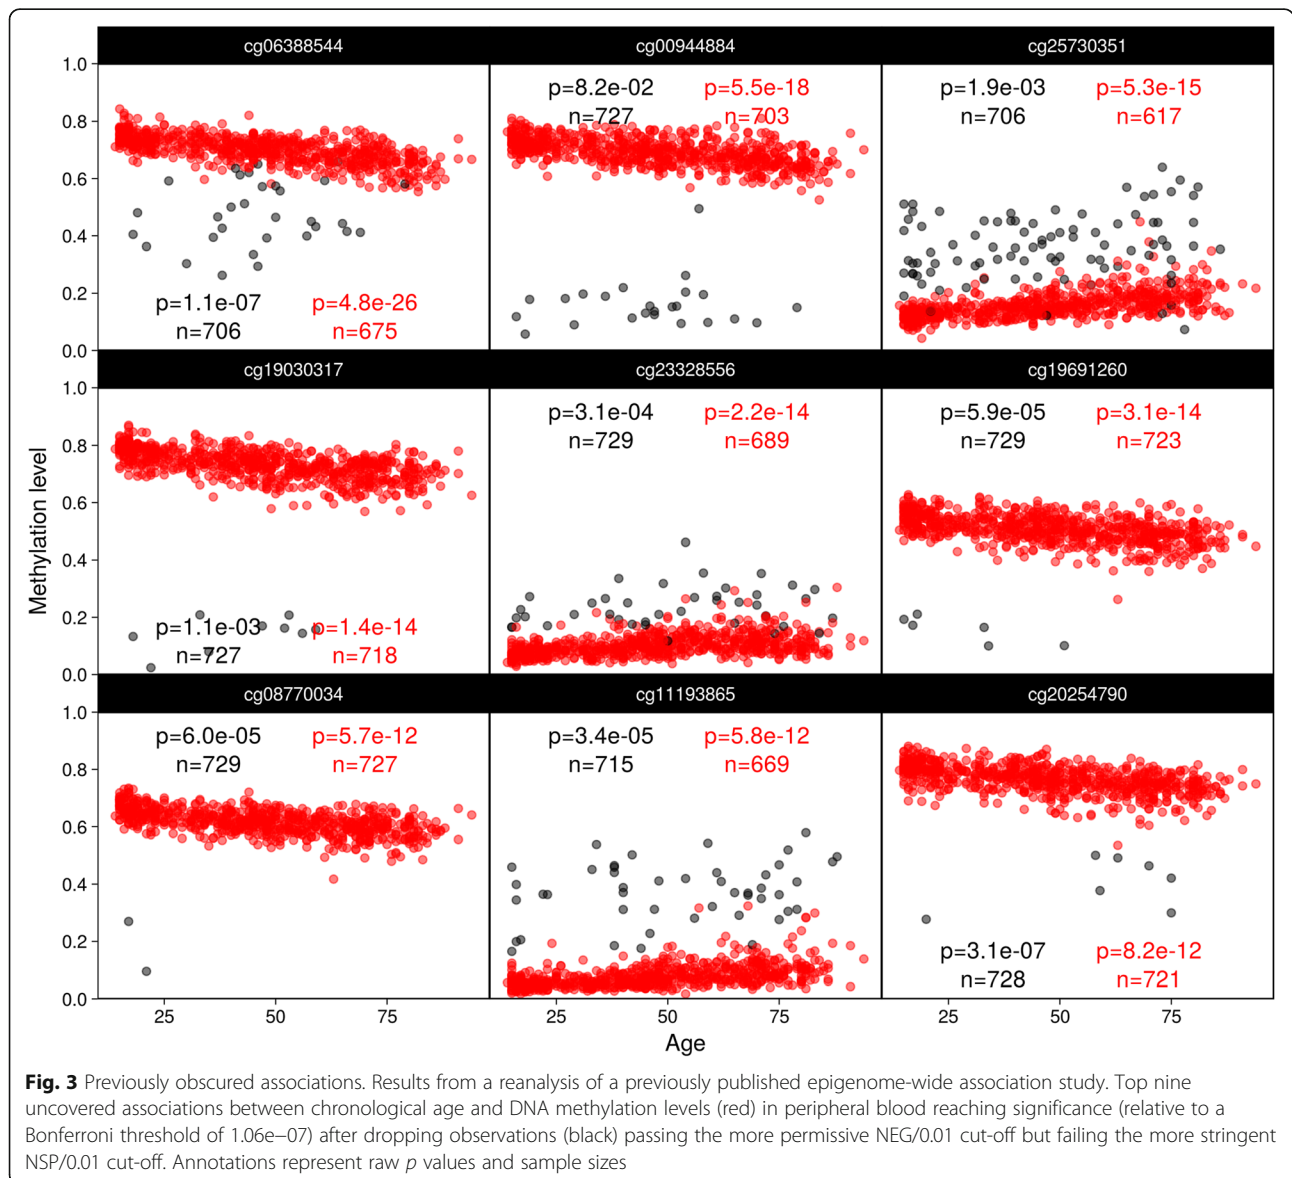 cg06388544 cg00944884 cg25730351
1.0
0.8
0.6
0.4
0.2
0.0
p=1.1e-07 p=4.8e-26
n=706 n=675
p=8.2e-02 p=5.5e-18
n=727 n=703
p=1.9e-03 p=5.3e-15
n=706 n=617
cg19030317 cg23328556 cg19691260
1.0
0.8
0.6
0.4
0.2
0.0
p=1.1e-03 p=1.4e-14
n=727 n=718
p=3.1e-04 p=2.2e-14
n=729 n=689
p=5.9e-05 p=3.1e-14
n=729 n=723
Methylation level
cg08770034 cg11193865 cg20254790
1.0
0.8
0.6
0.4
0.2
0.0
p=6.0e-05 p=5.7e-12
n=729 n=727
p=3.4e-05 p=5.8e-12
n=715 n=669
p=3.1e-07 p=8.2e-12
n=728 n=721
25 50 75 25 50 75 25 50 75
Age
Fig. 3 Previously obscured associations. Results from a reanalysis of a previously published epigenome-wide association study. Top nine
uncovered associations between chronological age and DNA methylation levels (red) in peripheral blood reaching significance (relative to a
Bonferroni threshold of 1.06e−07) after dropping observations (black) passing the more permissive NEG/0.01 cut-off but failing the more stringent
NSP/0.01 cut-off. Annotations represent raw p values and sample sizes